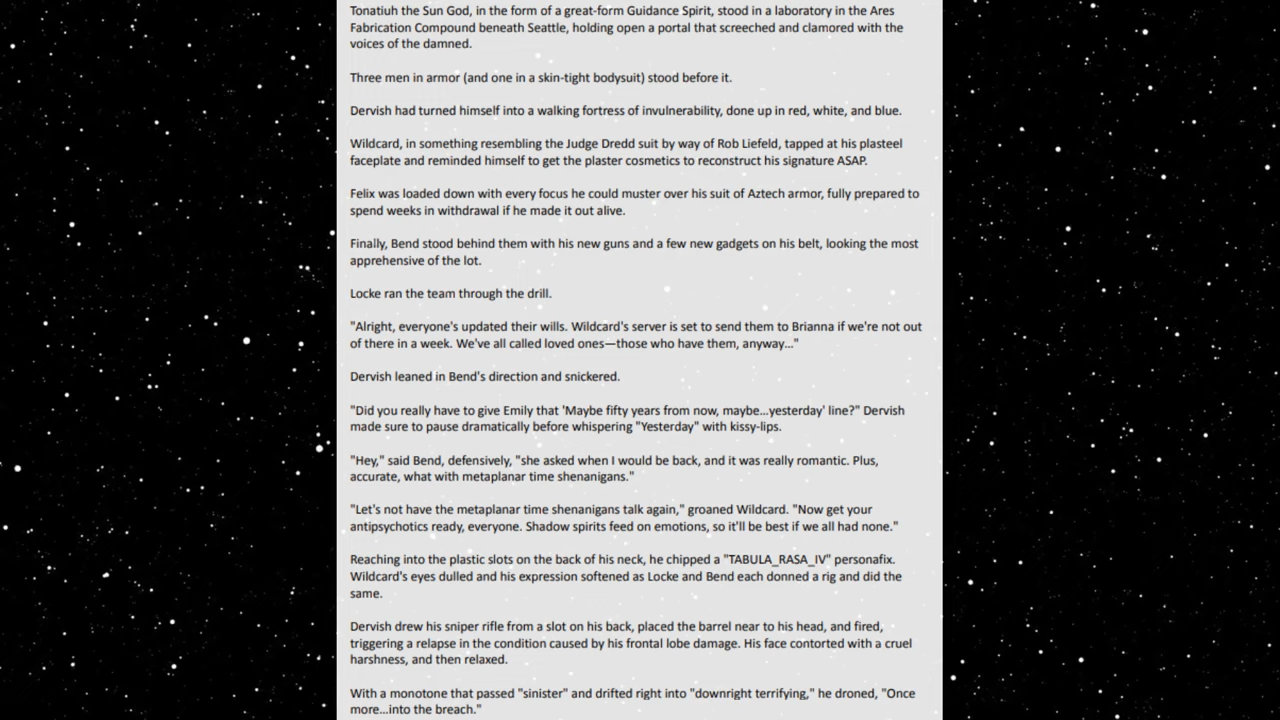 Tonatiuh the Sun God, in the form of a great-form Guidance Spirit, stood in a laboratory in the Ares
Fabrication Compound beneath Seattle, holding open a portal that screeched and clamored with the
voices of the damned.
Three men in armor (and one in a skin-tight bodysuit) stood before it.
Dervish had turned himself into a walking fortress of invulnerability, done up in red, white, and blue.
Wildcard, in something resembling the Judge Dredd suit by way of Rob Liefeld, tapped at his plasteel
faceplate and reminded himself to get the plaster cosmetics to reconstruct his signature ASAP.
Felix was loaded down with every focus he could muster over his suit of Aztech armor, fully prepared to
spend weeks in withdrawal if he made it out alive.
Finally, Bend stood behind them with his new guns and a few new gadgets on his belt, looking the most
apprehensive of the lot.
Locke ran the team through the drill.
"Alright, everyone's updated their wills. Wildcard's server is set to send them to Brianna if we're not out
of there in a week. We've all called loved ones—those who have them, anyway..."
Dervish leaned in Bend's direction and snickered.
"Did you really have to give Emily that 'Maybe fifty years from now, maybe...yesterday' line?" Dervish
made sure to pause dramatically before whispering "Yesterday" with kissy-lips.
"Hey," said Bend, defensively, "she asked when I would be back, and it was really romantic. Plus,
accurate, what with metaplanar time shenanigans."
"Let's not have the metaplanar time shenanigans talk again," groaned Wildcard. "Now get your
antipsychotics ready, everyone. Shadow spirits feed on emotions, so it'll be best if we all had none."
Reaching into the plastic slots on the back of his neck, he chipped a "TABULA_RASA_IV" personafix.
Wildcard's eyes dulled and his expression softened as Locke and Bend each donned a rig and did the
same.
Dervish drew his sniper rifle from a slot on his back, placed the barrel near to his head, and fired,
triggering a relapse in the condition caused by his frontal lobe damage. His face contorted with a cruel
harshness, and then relaxed.
With a monotone that passed "sinister" and drifted right into "downright terrifying," he droned, "Once
more...into the breach."